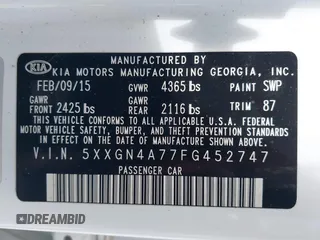 MANUFACTURED BY
KIA KIA MOTORS MANUFACTURING GEORGIA, INC.
FEB/09/15 GVWR 4365 lbs PAINT SWP
GAWR FRONT 2425 lbs GAWR REAR 2116 lbs TRIM 87
THIS VEHICLE CONFORMS TO ALL APPLICABLE U.S.
FEDERAL MOTOR VEHICLE
SAFETY, BUMPER, AND THEFT PREVENTION STANDARDS
IN EFFECT ON THE DATE OF MANUFACTURE SHOWN ABOVE.
V.I.N. 5XXGN4A77FG452747
PASSENGER CAR
DREAMBID